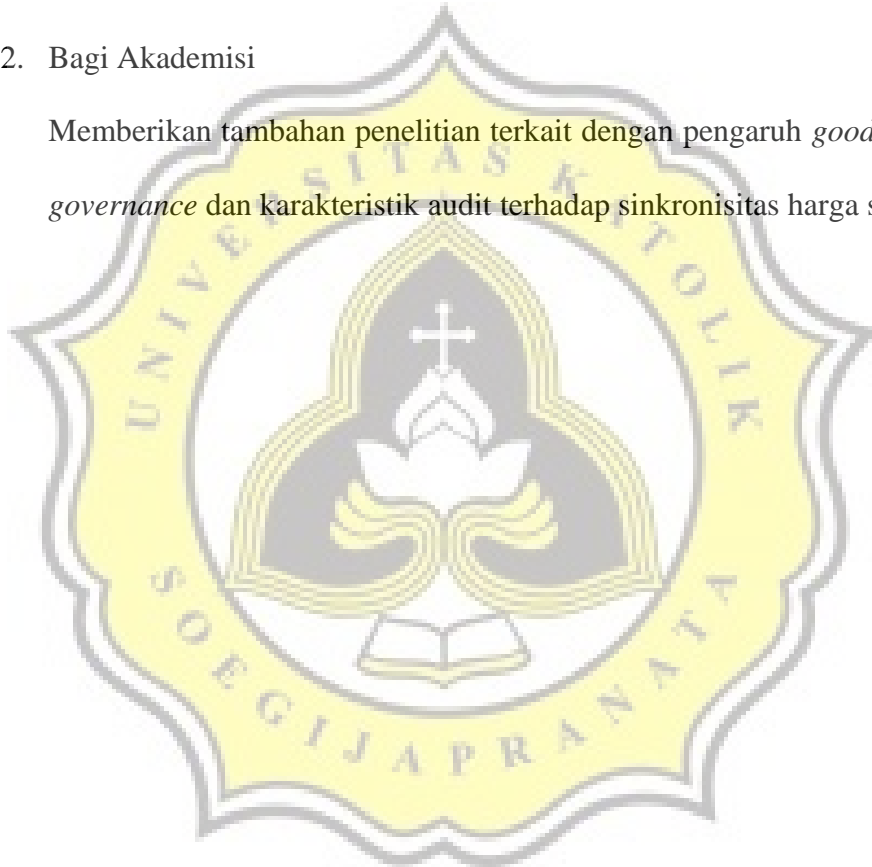 2. Bagi Akademisi
Memberikan tambahan penelitian terkait dengan pengaruh good
governance dan karakteristik audit terhadap sinkronisitas harga s
UNIVERSITAS KATOLIK
SOEGIJAPRANATA